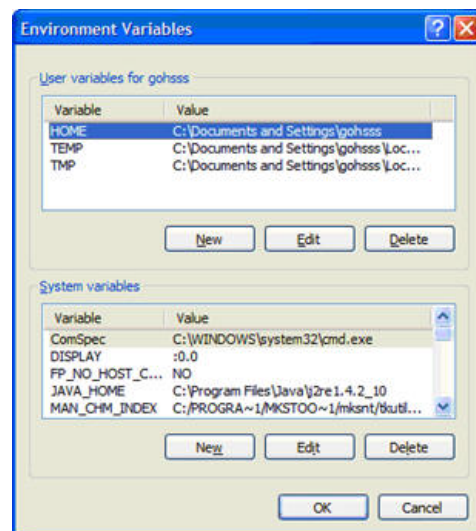 Environment Variables
User variables for gohsss
Variable Value
HOME C:\Documents and Settings\gohsss
TEMP C:\Documents and Settings\gohsss\Loc...
TMP C:\Documents and Settings\gohsss\Loc...
New Edit Delete
System variables
Variable Value
ComSpec C:\WINDOWS\system32\cmd.exe
DISPLAY :0.0
FP_NO_HOST_C... NO
JAVA_HOME C:\Program Files\Java\j2re1.4.2_10
MAN_CHM_INDEX C:/PROGRA~1/MKSTOO~1/mksnt/tkutil...
New Edit Delete
OK Cancel